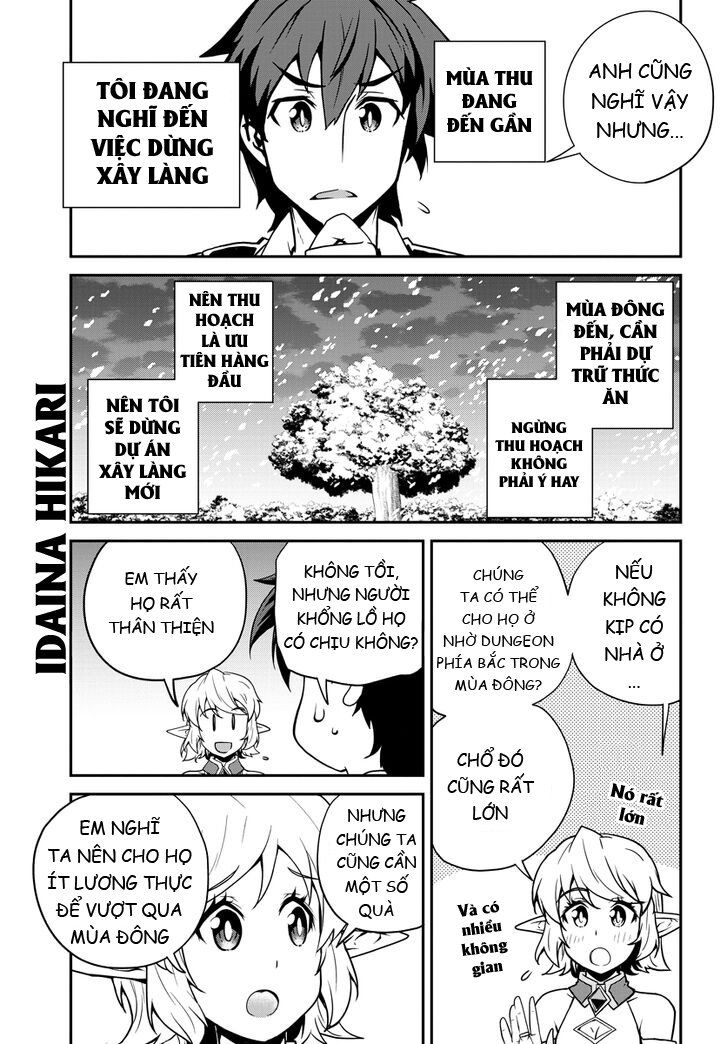 ANH CŨNG
NGHĨ VẬY
NHƯNG...
MÙA THU
ĐANG
ĐẾN GẦN
TÔI ĐANG
NGHĨ ĐẾN
VIỆC DỪNG
XÂY LÀNG
MÙA ĐÔNG
ĐẾN, CẦN
PHẢI DỰ
TRỮ THỨC
ĂN
NGỪNG
THU HOẠCH
KHÔNG
PHẢI Ý HAY
NÊN THU
HOẠCH
LÀ ƯU
TIÊN HÀNG
ĐẦU
NÊN TÔI
SẼ DỪNG
DỰ ÁN
XÂY LÀNG
MỚI
IDAINA HIKARI
NẾU
KHÔNG
KỊP CÓ
NHÀ Ở
...
CHÚNG
TA CÓ THỂ
CHO HỌ Ở
NHỜ DUNGEON
PHÍA BẮC TRONG
MÙA ĐÔNG?
CHỔ ĐÓ
CŨNG RẤT
LỚN
Nó rất
lớn
Và có
nhiều
không
gian
KHÔNG TỒI,
NHƯNG NGƯỜI
KHỔNG LỒ HỌ
CÓ CHỊU KHÔNG?
EM THẤY
HỌ RẤT
THÂN THIỆN
NHƯNG
CHÚNG TA
CŨNG CẦN
MỘT SỐ
QUÀ
EM NGHĨ
TA NÊN CHO HỌ
ÍT LƯƠNG THỰC
ĐỂ VƯỢT QUA
MÙA ĐÔNG